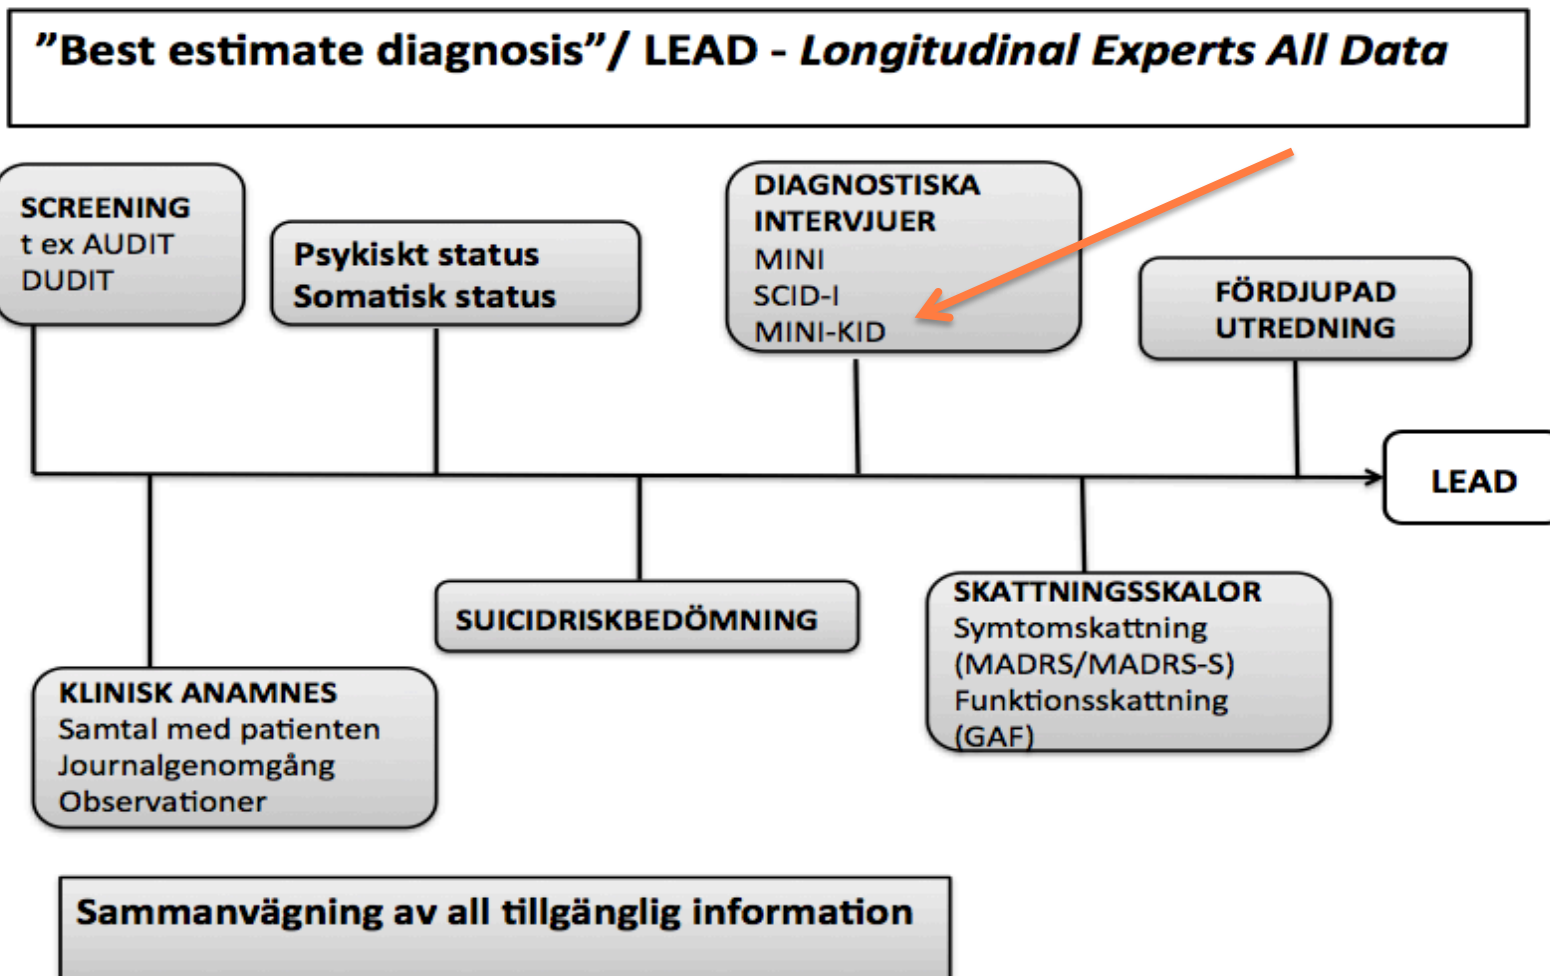 ”Best estimate diagnosis”/ LEAD - Longitudinal Experts All Data
SCREENING
t ex AUDIT
DUDIT
Psykiskt status
Somatisk status
DIAGNOSTISKA
INTERVJUER
MINI
SCID-I
MINI-KID
FÖRDJUPAD
UTREDNING
LEAD
KLINISK ANAMNES
Samtal med patienten
Journalgenomgång
Observationer
SUICIDRISKBEDÖMNING
SKATTNINGSSKALOR
Symtomskattning
(MADRS/MADRS-S)
Funktionsskattning
(GAF)
Sammanvägning av all tillgänglig information